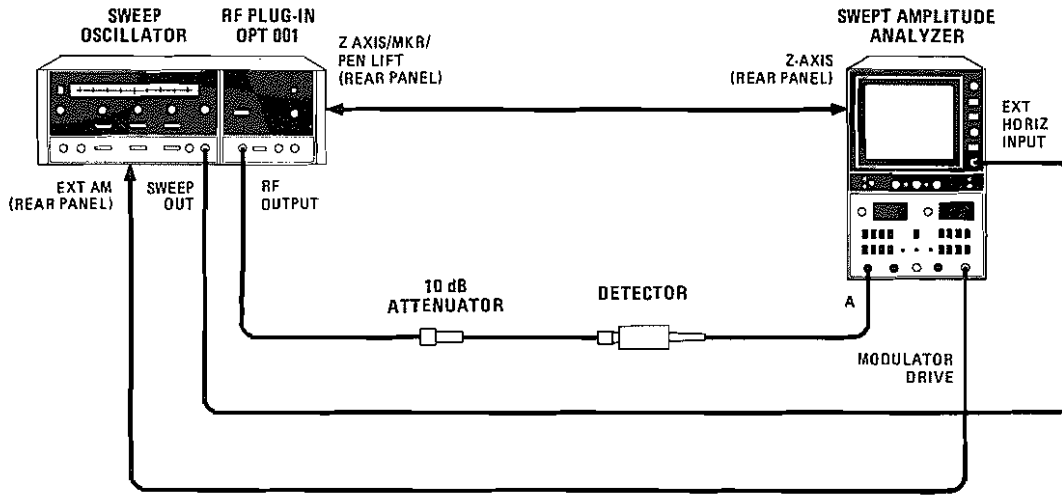 SWEEP
OSCILLATOR
RF PLUG-IN
OPT 001
Z AXIS/MKR/
PEN LIFT
(REAR PANEL)
SWEPT AMPLITUDE
ANALYZER
Z-AXIS
(REAR PANEL)
EXT
HORIZ
INPUT
EXT AM
(REAR PANEL)
SWEEP
OUT
RF
OUTPUT
10 dB
ATTENUATOR
DETECTOR
A
MODULATOR
DRIVE